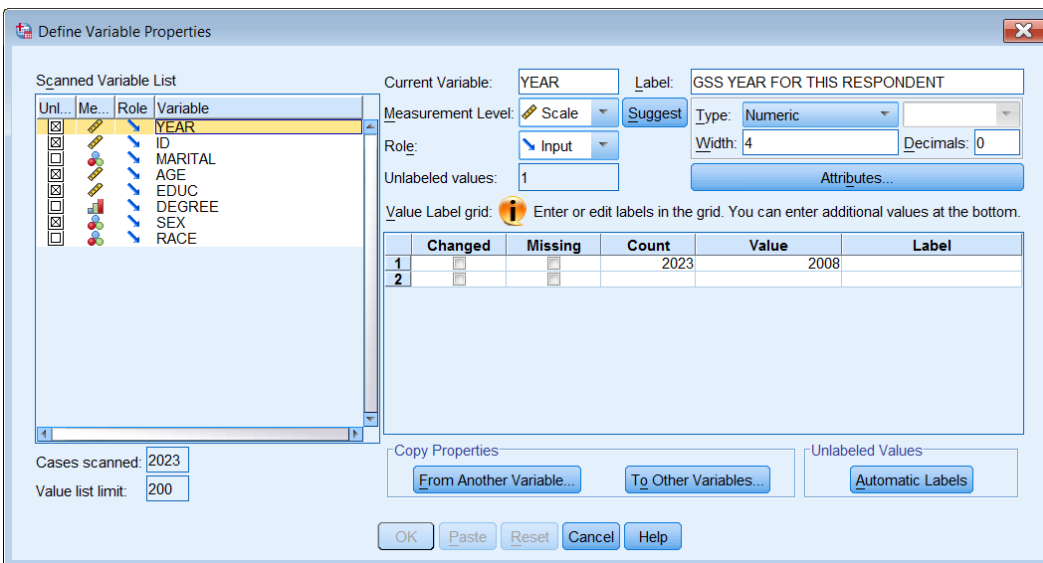 Define Variable Properties
Scanned Variable List
Unl... Me... Role Variable
YEAR
ID
MARITAL
AGE
EDUC
DEGREE
SEX
RACE
Cases scanned: 2023
Value list limit: 200
Current Variable: YEAR Label: GSS YEAR FOR THIS RESPONDENT
Measurement Level: Scale Suggest Type: Numeric
Role: Input Width: 4 Decimals: 0
Unlabeled values: 1 Attributes...
Value Label grid: Enter or edit labels in the grid. You can enter additional values at the bottom.
Changed Missing Count Value Label
1 2023 2008
2
Copy Properties Unlabeled Values
From Another Variable... To Other Variables... Automatic Labels
OK Paste Reset Cancel Help